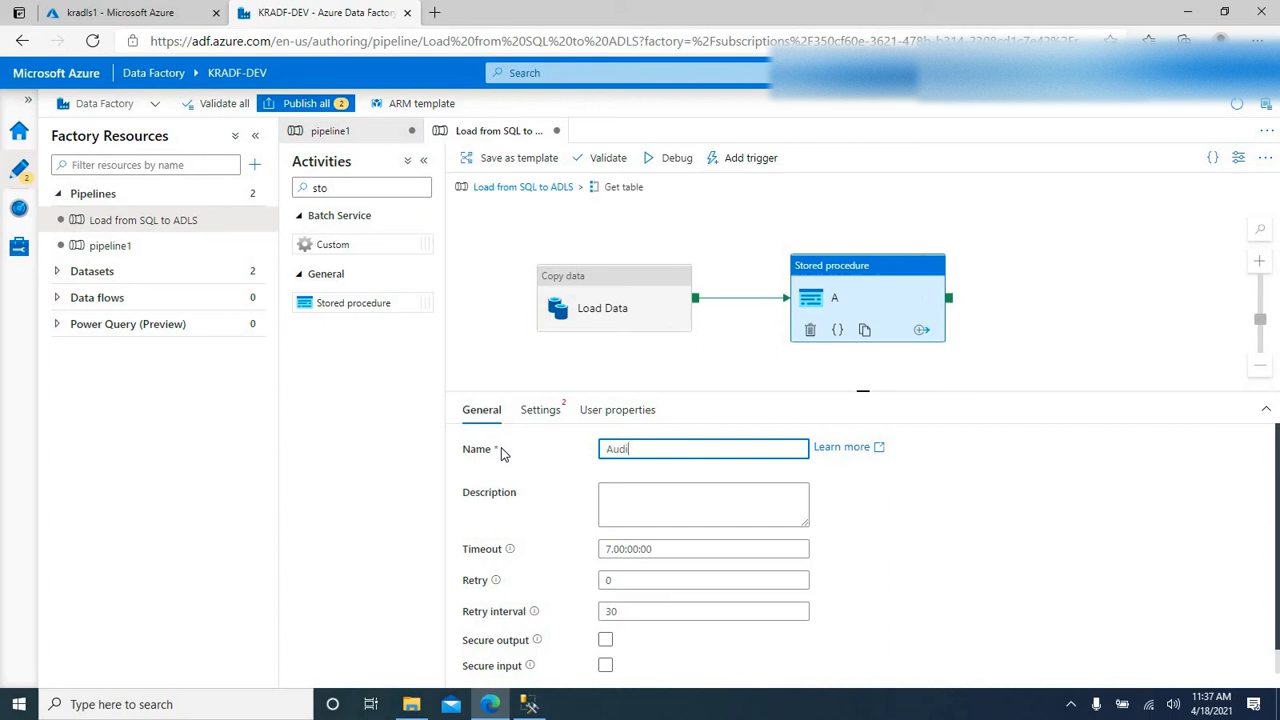 kradls1 - Microsoft Azure
KRADF-DEV - Azure Data Factory
https://adf.azure.com/en-us/authoring/pipeline/Load%20from%20SQL%20to%20ADLS?factory=%2Fsubscriptions%2F350cf60e-3621-478b-b314-
Microsoft Azure
Data Factory
KRADF-DEV
Search
Data Factory
Validate all
Publish all
2
ARM template
2
Factory Resources
Filter resources by name
Pipelines
2
Load from SQL to ADLS
pipeline1
Datasets
2
Data flows
0
Power Query (Preview)
0
pipeline1
Load from SQL to ...
Activities
sto
Batch Service
Custom
General
Stored procedure
Save as template
Validate
Debug
Add trigger
Load from SQL to ADLS > Get table
Copy data
Load Data
Stored procedure
A
General
Settings
2
User properties
Name *
Audi
Learn more
Description
Timeout
7.00:00:00
Retry
0
Retry interval
30
Secure output
Secure input
Type here to search
11:37 AM
4/18/2021